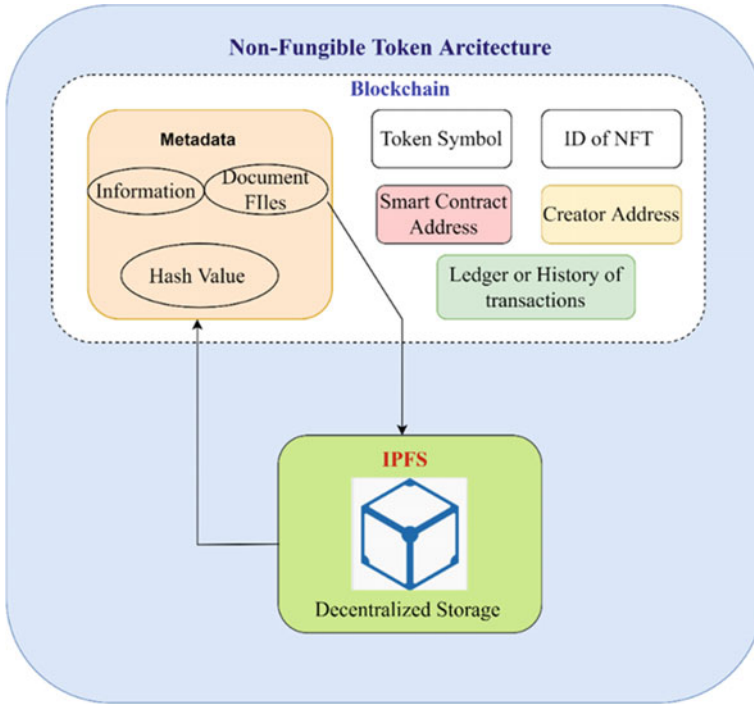 Non-Fungible Token Arcitecture
Blockchain
Metadata
Information
Document
FIles
Hash Value
Token Symbol
ID of NFT
Smart Contract
Address
Creator Address
Ledger or History of
transactions
IPFS
Decentralized Storage